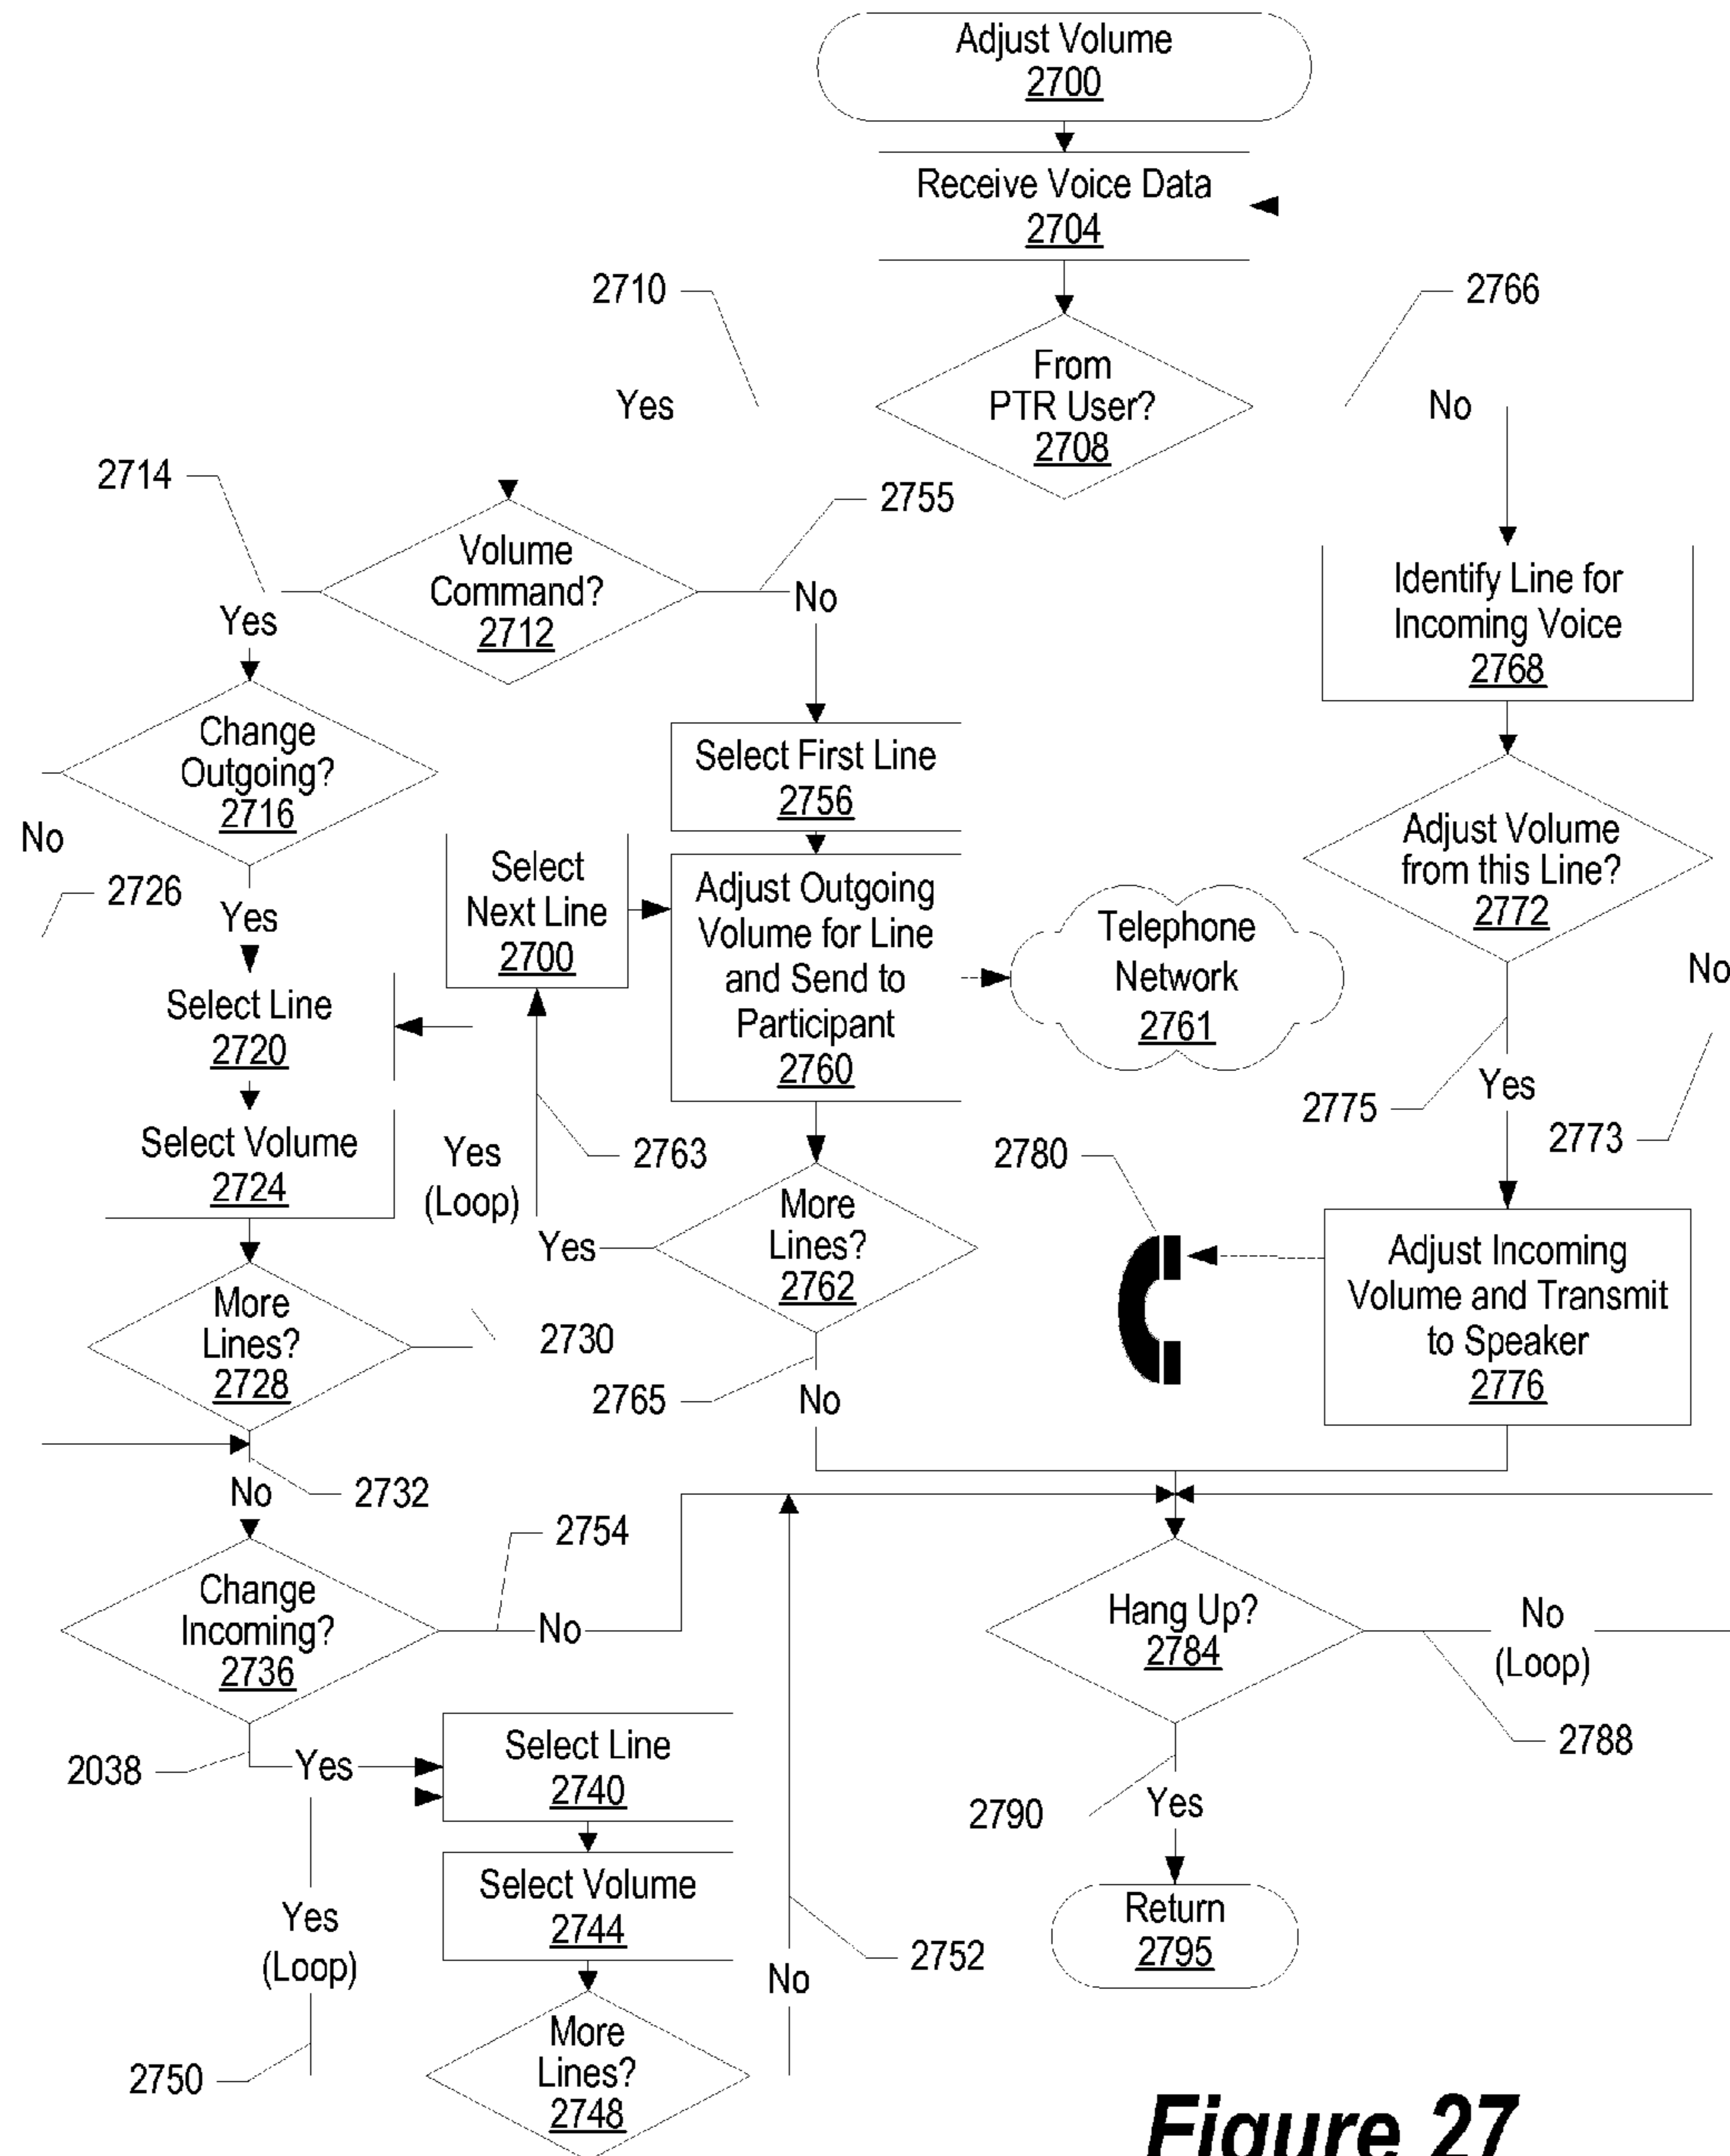 Adjust Volume
2700
Receive Voice Data
2704
2710
2766
From
PTR User?
2708
Yes
No
2714
2755
Volume
Command?
2712
Yes
No
Identify Line for
Incoming Voice
2768
Change
Outgoing?
2716
No
2726
Yes
Select First Line
2756
Select
Next Line
2700
Adjust Outgoing
Volume for Line
and Send to
Participant
2760
Telephone
Network
2761
Adjust Volume
from this Line?
2772
No
2775
Yes
2773
Select Line
2720
Select Volume
2724
Yes
(Loop)
2763
2780
Yes
More
Lines?
2762
Adjust Incoming
Volume and Transmit
to Speaker
2776
More
Lines?
2728
2730
2765
No
2732
No
2754
Change
Incoming?
2736
No
Hang Up?
2784
No
(Loop)
2788
2038
Yes
Select Line
2740
2790
Yes
Select Volume
2744
Yes
(Loop)
2752
No
Return
2795
2750
More
Lines?
2748
Figure 27